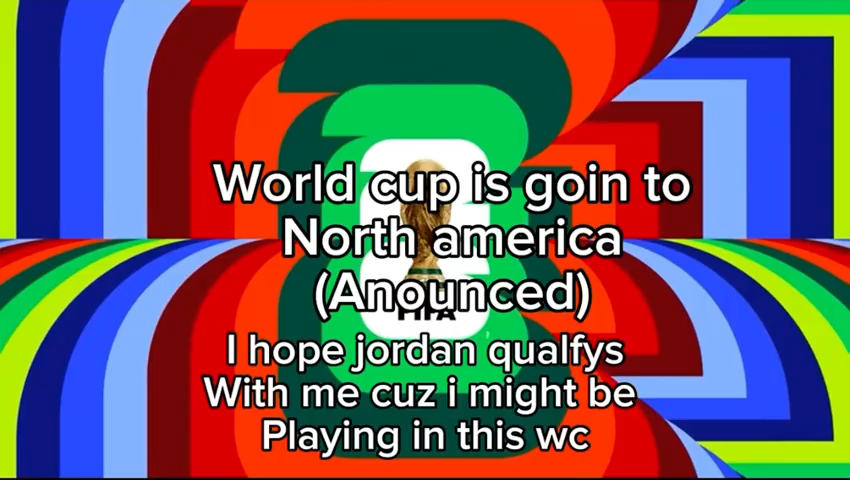 World cup is goin to
North america
(Anounced)
FIFA
I hope jordan qualfys
With me cuz i might be
Playing in this wc